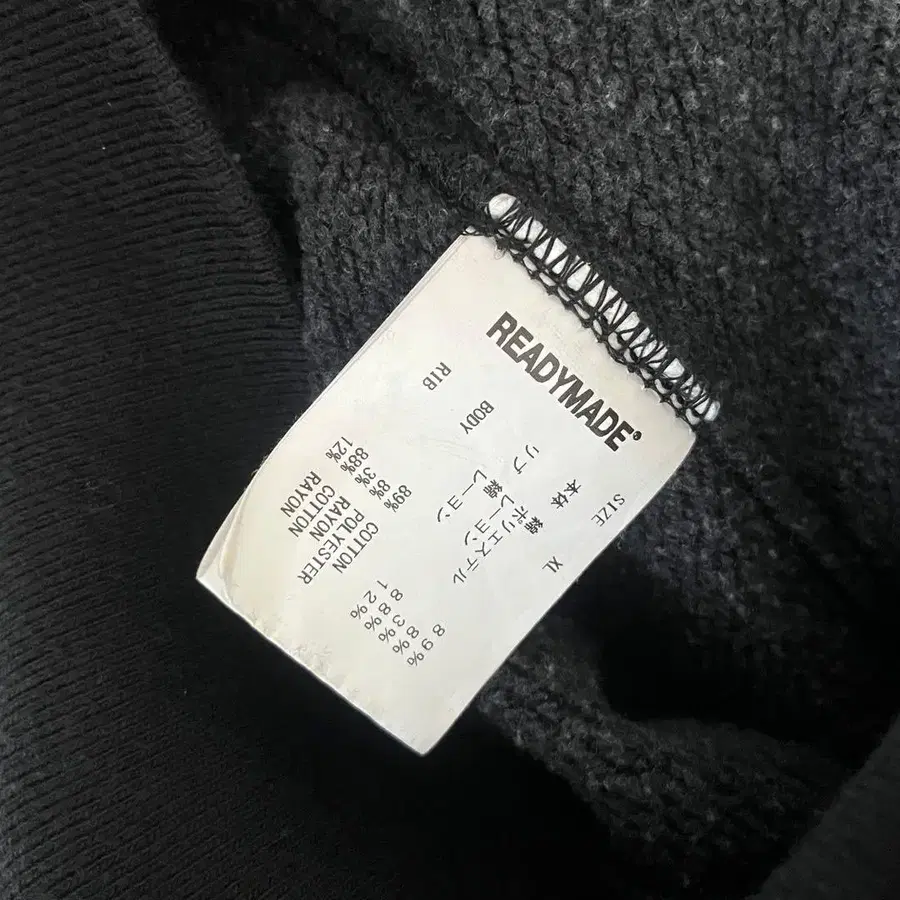 READYMADE®
SIZE XL
本体 綿 89%
ポリエステル 8%
レーヨン 3%
リブ 綿 88%
レーヨン 12%
BODY 89% COTTON
8% POLYESTER
3% RAYON
RIB 88% COTTON
12% RAYON